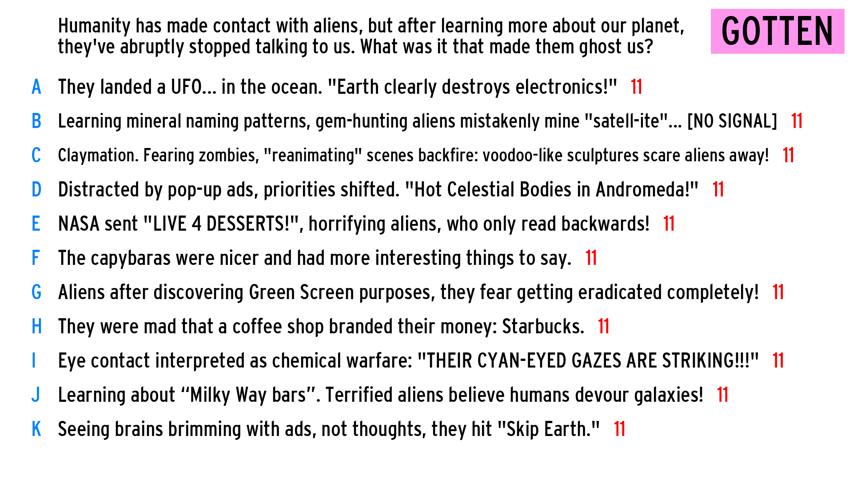 Humanity has made contact with aliens, but after learning more about our planet,
they've abruptly stopped talking to us. What was it that made them ghost us?
GOTTEN
A They landed a UFO... in the ocean. "Earth clearly destroys electronics!" 11
B Learning mineral naming patterns, gem-hunting aliens mistakenly mine "satell-ite"... [NO SIGNAL] 11
C Claymation. Fearing zombies, "reanimating" scenes backfire: voodoo-like sculptures scare aliens away! 11
D Distracted by pop-up ads, priorities shifted. "Hot Celestial Bodies in Andromeda!" 11
E NASA sent "LIVE 4 DESSERTS!", horrifying aliens, who only read backwards! 11
F The capybaras were nicer and had more interesting things to say. 11
G Aliens after discovering Green Screen purposes, they fear getting eradicated completely! 11
H They were mad that a coffee shop branded their money: Starbucks. 11
I Eye contact interpreted as chemical warfare: "THEIR CYAN-EYED GAZES ARE STRIKING!!!" 11
J Learning about “Milky Way bars”. Terrified aliens believe humans devour galaxies! 11
K Seeing brains brimming with ads, not thoughts, they hit "Skip Earth." 11